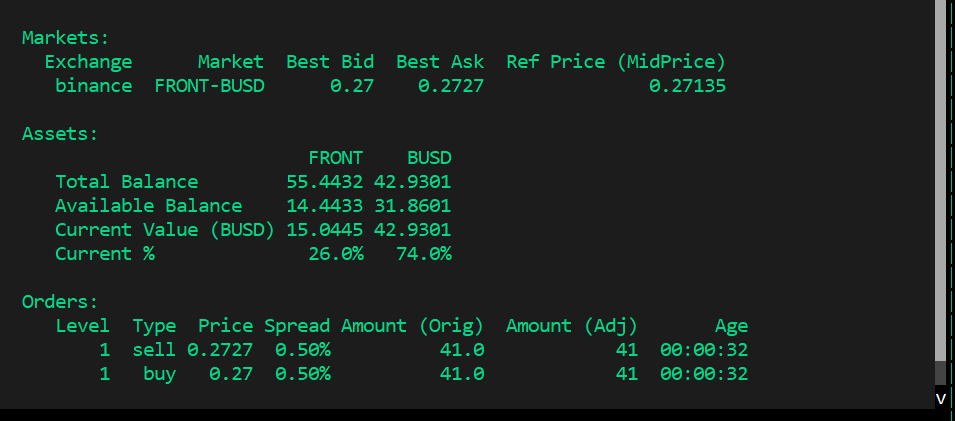 Markets:
Exchange Market Best Bid Best Ask Ref Price (MidPrice)
binance FRONT-BUSD 0.27 0.2727 0.27135
Assets:
FRONT BUSD
Total Balance 55.4432 42.9301
Available Balance 14.4433 31.8601
Current Value (BUSD) 15.0445 42.9301
Current % 26.0% 74.0%
Orders:
Level Type Price Spread Amount (Orig) Amount (Adj) Age
1 sell 0.2727 0.50% 41.0 41 00:00:32
1 buy 0.27 0.50% 41.0 41 00:00:32
v